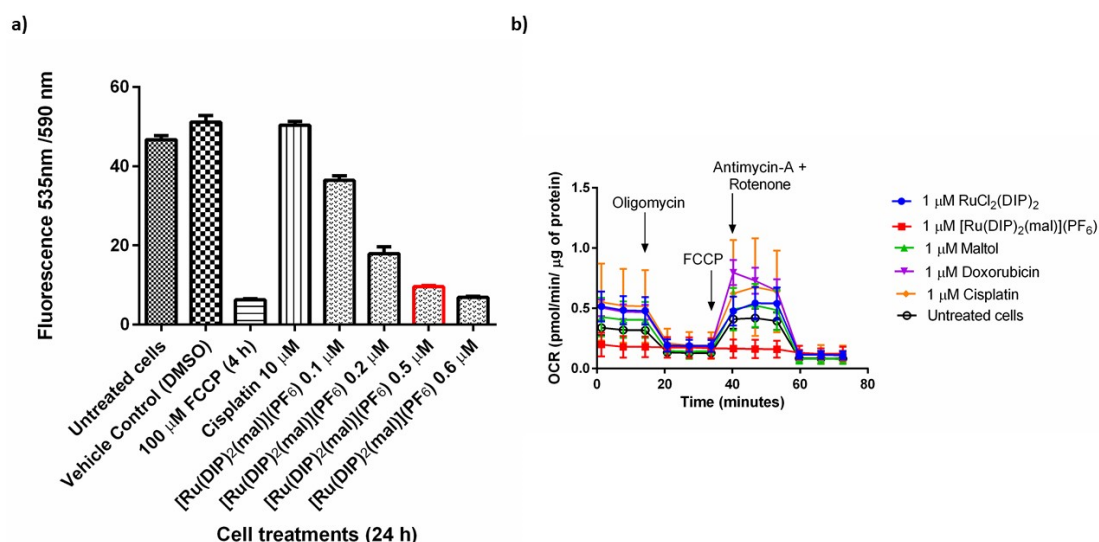 a)
Fluorescence 535nm /590 nm
60
40
20
0
Untreated cells
Vehicle Control (DMSO)
100 μM FCCP (4 h)
Cisplatin 10 μM
[Ru(DIP)2(mal)](PF6) 0.1 μM
[Ru(DIP)2(mal)](PF6) 0.2 μM
[Ru(DIP)2(mal)](PF6) 0.5 μM
[Ru(DIP)2(mal)](PF6) 0.6 μM
Cell treatments (24 h)
b)
OCR (pmol/min/ μg of protein)
1.5
1.0
0.5
0.0
Oligomycin
FCCP
Antimycin-A +
Rotenone
0 20 40 60 80
Time (minutes)
1 μM RuCl2(DIP)2
1 μM [Ru(DIP)2(mal)](PF6)
1 μM Maltol
1 μM Doxorubicin
1 μM Cisplatin
Untreated cells